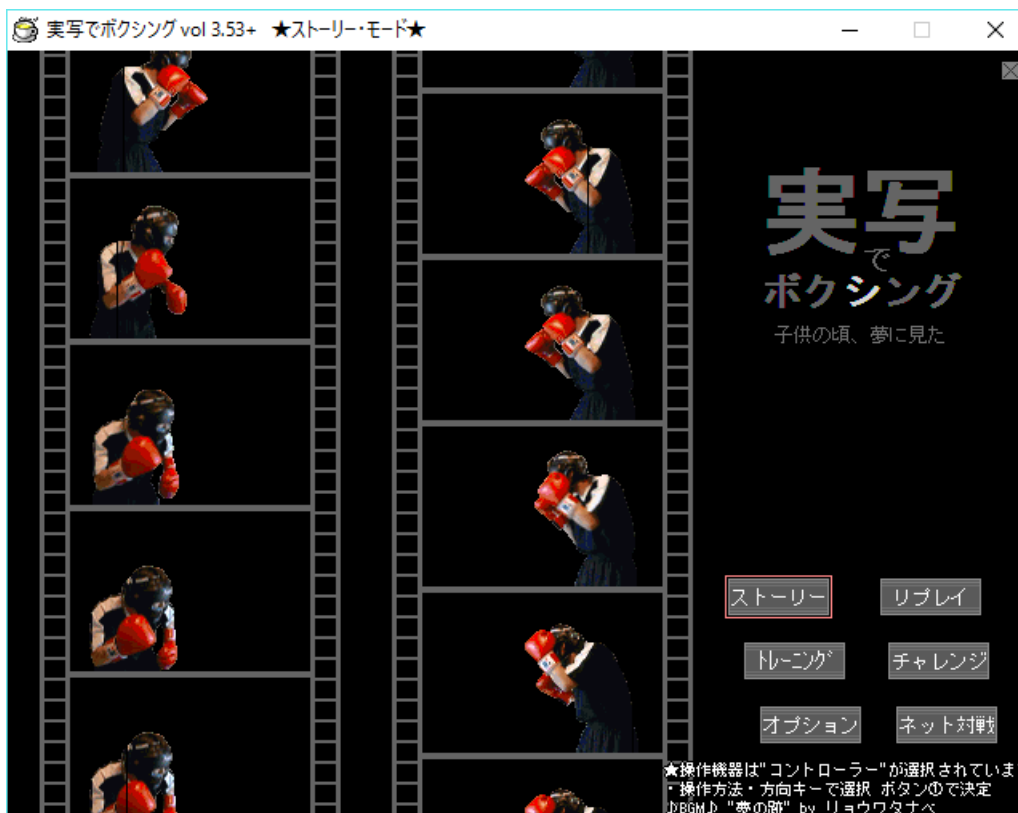 実写でボクシング vol 3.53+ ★ストーリー・モード★
実写
で
ボクシング
子供の頃、夢に見た
ストーリー
リプレイ
トレーニング
チャレンジ
オプション
ネット対戦
★操作機器は"コントローラー"が選択されていま
・操作方法・方向キーで選択 ボタン①で決定
♪BGM♪ "夢の跡" by リョウワタナベ